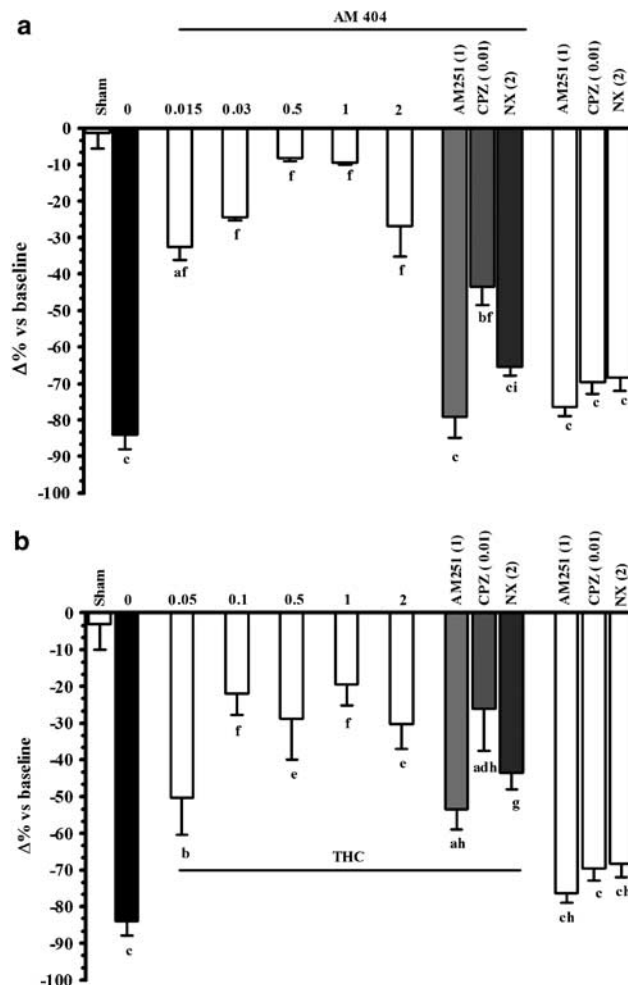 a
AM 404
Sham
0
0.015
0.03
0.5
1
2
AM251 (1)
CPZ ( 0.01)
NX (2)
AM251 (1)
CPZ ( 0.01)
NX (2)
0
-10
-20
-30
-40
-50
-60
-70
-80
-90
-100
Δ% vs baseline
c
af
f
f
f
f
c
bf
ci
c
c
c
b
Sham
0
0.05
0.1
0.5
1
2
AM251 (1)
CPZ ( 0.01)
NX (2)
AM251 (1)
CPZ ( 0.01)
NX (2)
0
-10
-20
-30
-40
-50
-60
-70
-80
-90
-100
Δ% vs baseline
c
b
f
e
f
e
ah
adh
g
ch
c
THC